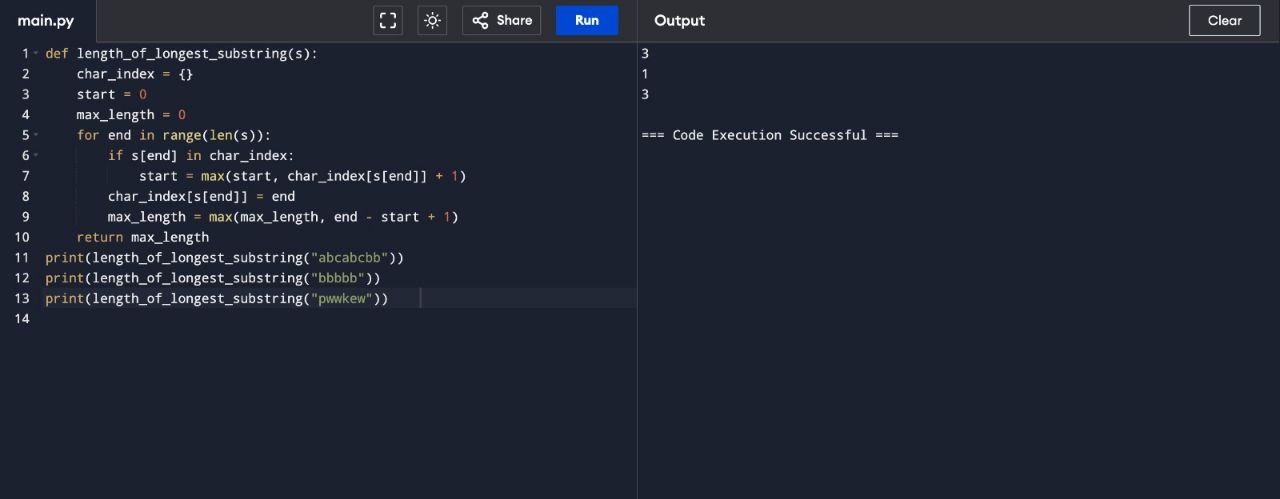 main.py
Share
Run
Output
Clear
1 def length_of_longest_substring(s):
2     char_index = {}
3     start = 0
4     max_length = 0
5     for end in range(len(s)):
6         if s[end] in char_index:
7             start = max(start, char_index[s[end]] + 1)
8         char_index[s[end]] = end
9         max_length = max(max_length, end - start + 1)
10     return max_length
11 print(length_of_longest_substring("abcabcbb"))
12 print(length_of_longest_substring("bbbbb"))
13 print(length_of_longest_substring("pwwkew"))
14
3
1
3
=== Code Execution Successful ===